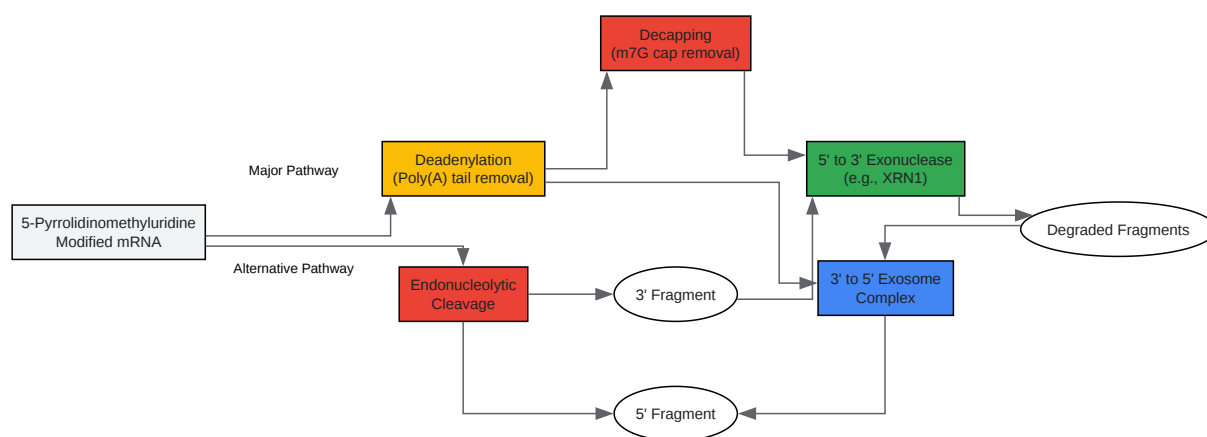 Decapping
(m7G cap removal)
Major Pathway
Deadenylation
(Poly(A) tail removal)
5' to 3' Exonuclease
(e.g., XRN1)
5-Pyrrolidinomethyluridine
Modified mRNA
Degraded Fragments
Alternative Pathway
Endonucleolytic
Cleavage
3' Fragment
3' to 5' Exosome
Complex
5' Fragment